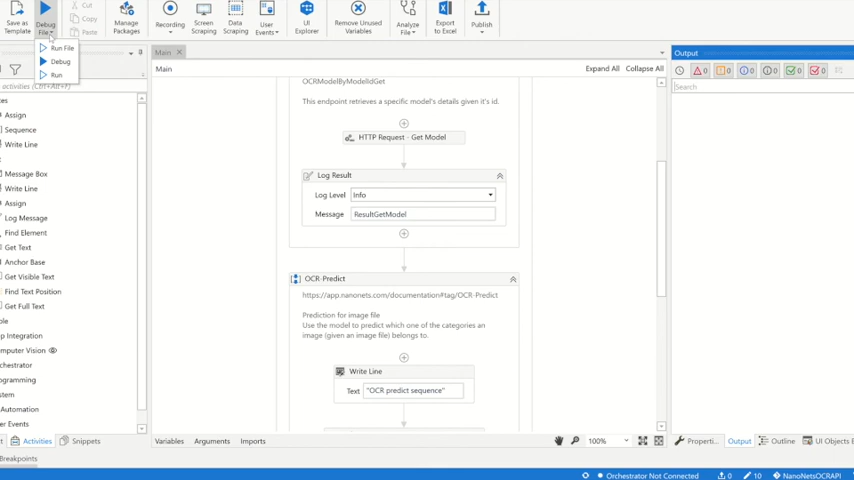 Save as
Template
Debug
File
Cut
Copy
Paste
Manage
Packages
Recording
Screen
Scraping
Data
Scraping
User
Events
UI
Explorer
Remove Unused
Variables
Analyze
File
Export
to Excel
Publish
Run File
Debug
Run
activities (Ctrl+Alt+F)
Assign
Sequence
Write Line
Message Box
Write Line
Assign
Log Message
Find Element
Get Text
Anchor Base
Get Visible Text
Find Text Position
Get Full Text
p Integration
mputer Vision
chestrator
ogramming
stem
Automation
er Events
Activities
Snippets
Breakpoints
Main
Main
Expand All Collapse All
OCRModelByModelIdGet
This endpoint retrieves a specific model's details given it's id.
HTTP Request - Get Model
Log Result
Log Level Info
Message ResultGetModel
OCR-Predict
https://app.nanonets.com/documentation#tag/OCR-Predict
Prediction for image file
Use the model to predict which one of the categories an
image (given an image file) belongs to.
Write Line
Text "OCR predict sequence"
Variables Arguments Imports
100%
Output
0 0 0 0 0 0
Search
Properti... Output Outline UI Objects
Orchestrator Not Connected 0 10 NanoNetsOCRAPI